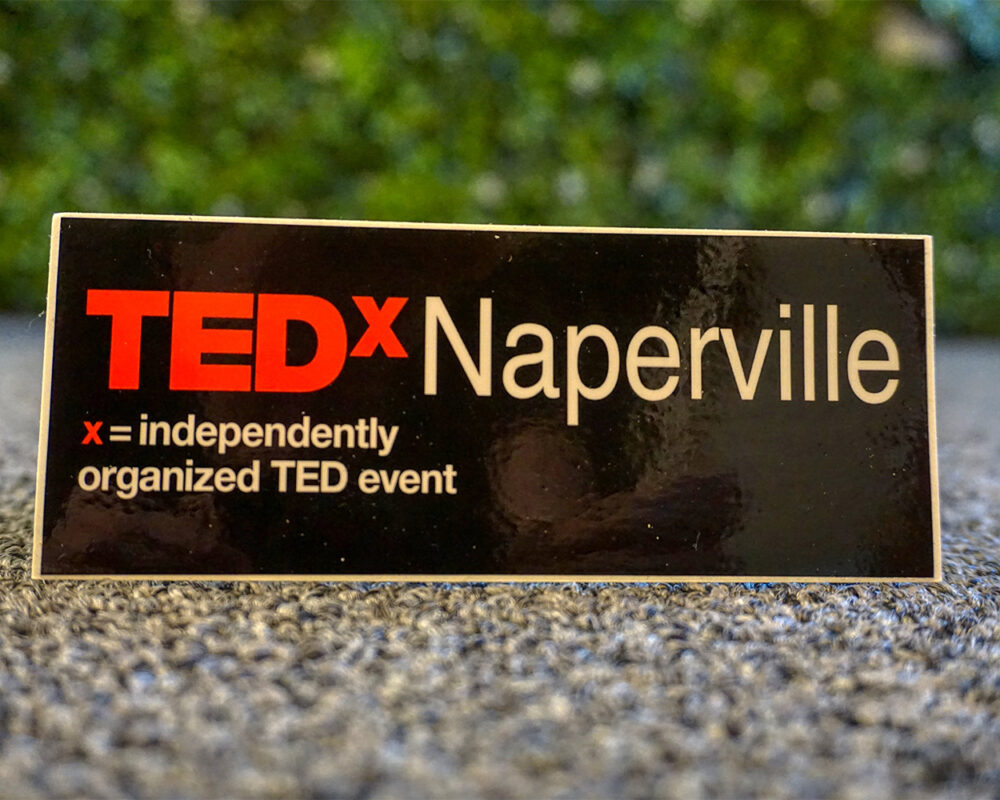 TEDx Naperville
x = independently
organized TED event